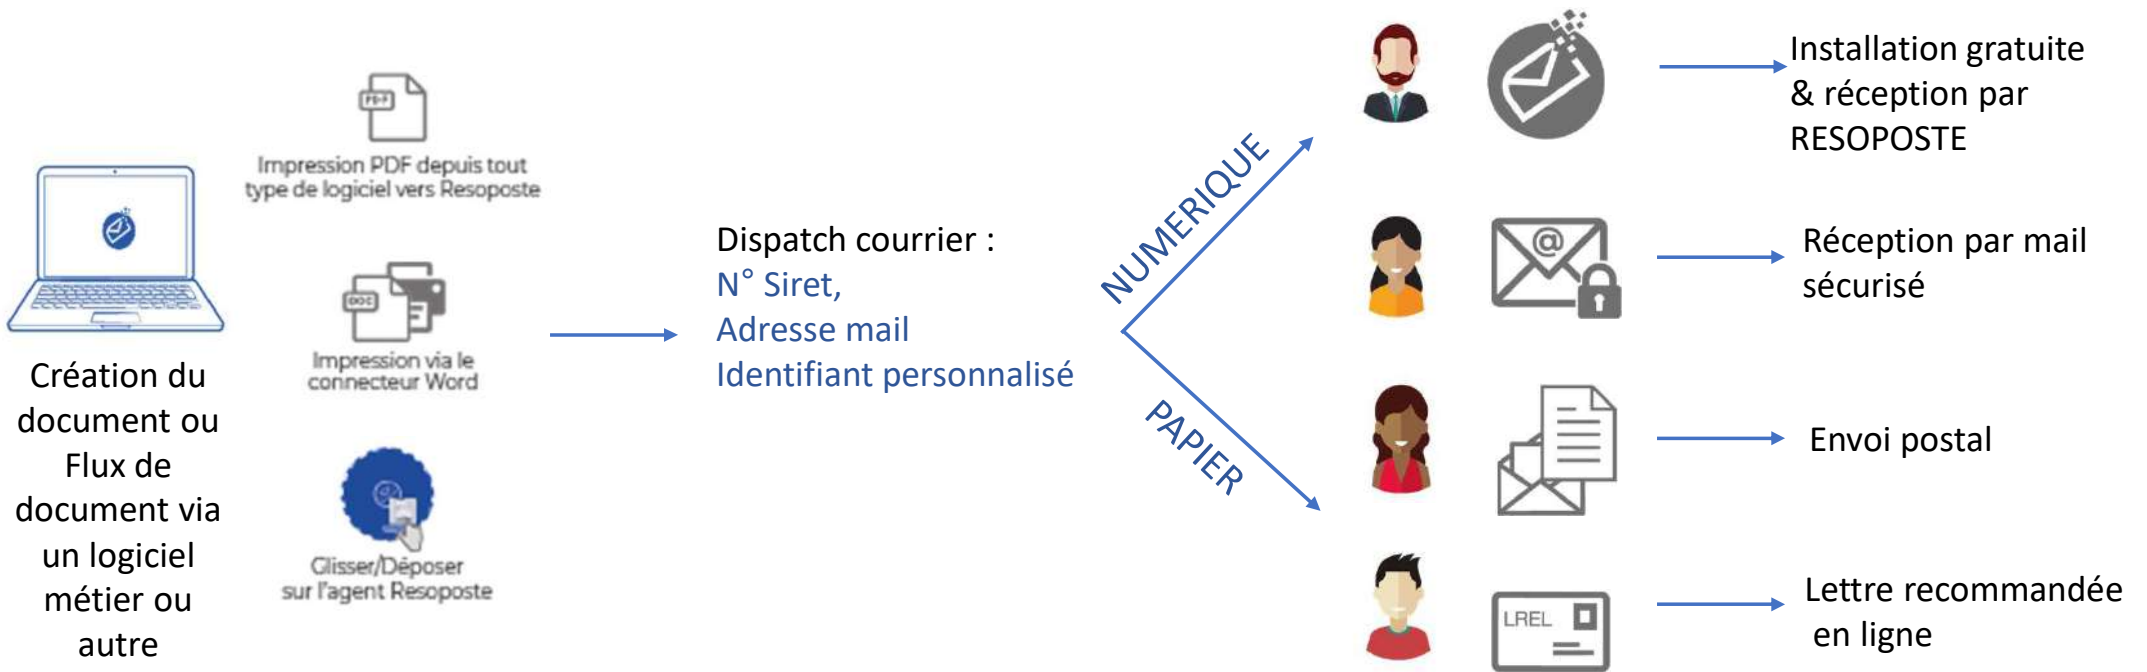 Création du
document ou
Flux de
document via
un logiciel
métier ou
autre
PDF
Impression PDF depuis tout
type de logiciel vers Resoposte
DOC
Impression via le
connecteur Word
Glisser/Déposer
sur l'agent Resoposte
Dispatch courrier :
N° Siret,
Adresse mail
Identifiant personnalisé
NUMERIQUE
PAPIER
Installation gratuite
& réception par
RESOPOSTE
@
Réception par mail
sécurisé
Envoi postal
LREL
Lettre recommandée
en ligne